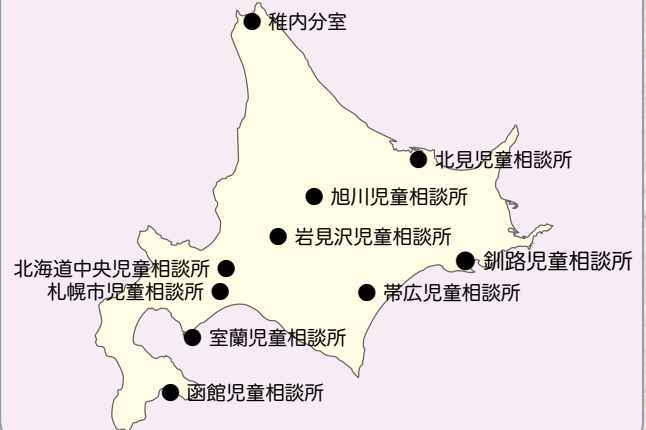 稚内分室
北見児童相談所
旭川児童相談所
岩見沢児童相談所
釧路児童相談所
北海道中央児童相談所
札幌市児童相談所
帯広児童相談所
室蘭児童相談所
函館児童相談所